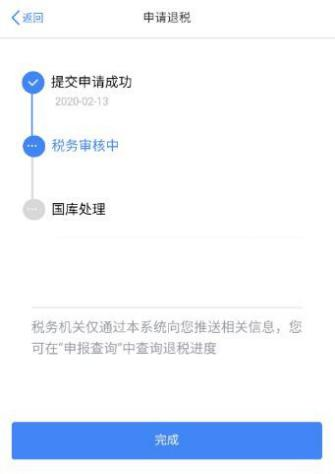 返回 申请退税
提交申请成功
2020-02-13
税务审核中
国库处理
税务机关仅通过本系统向您推送相关信息，您
可在“申报查询”中查询退税进度
完成